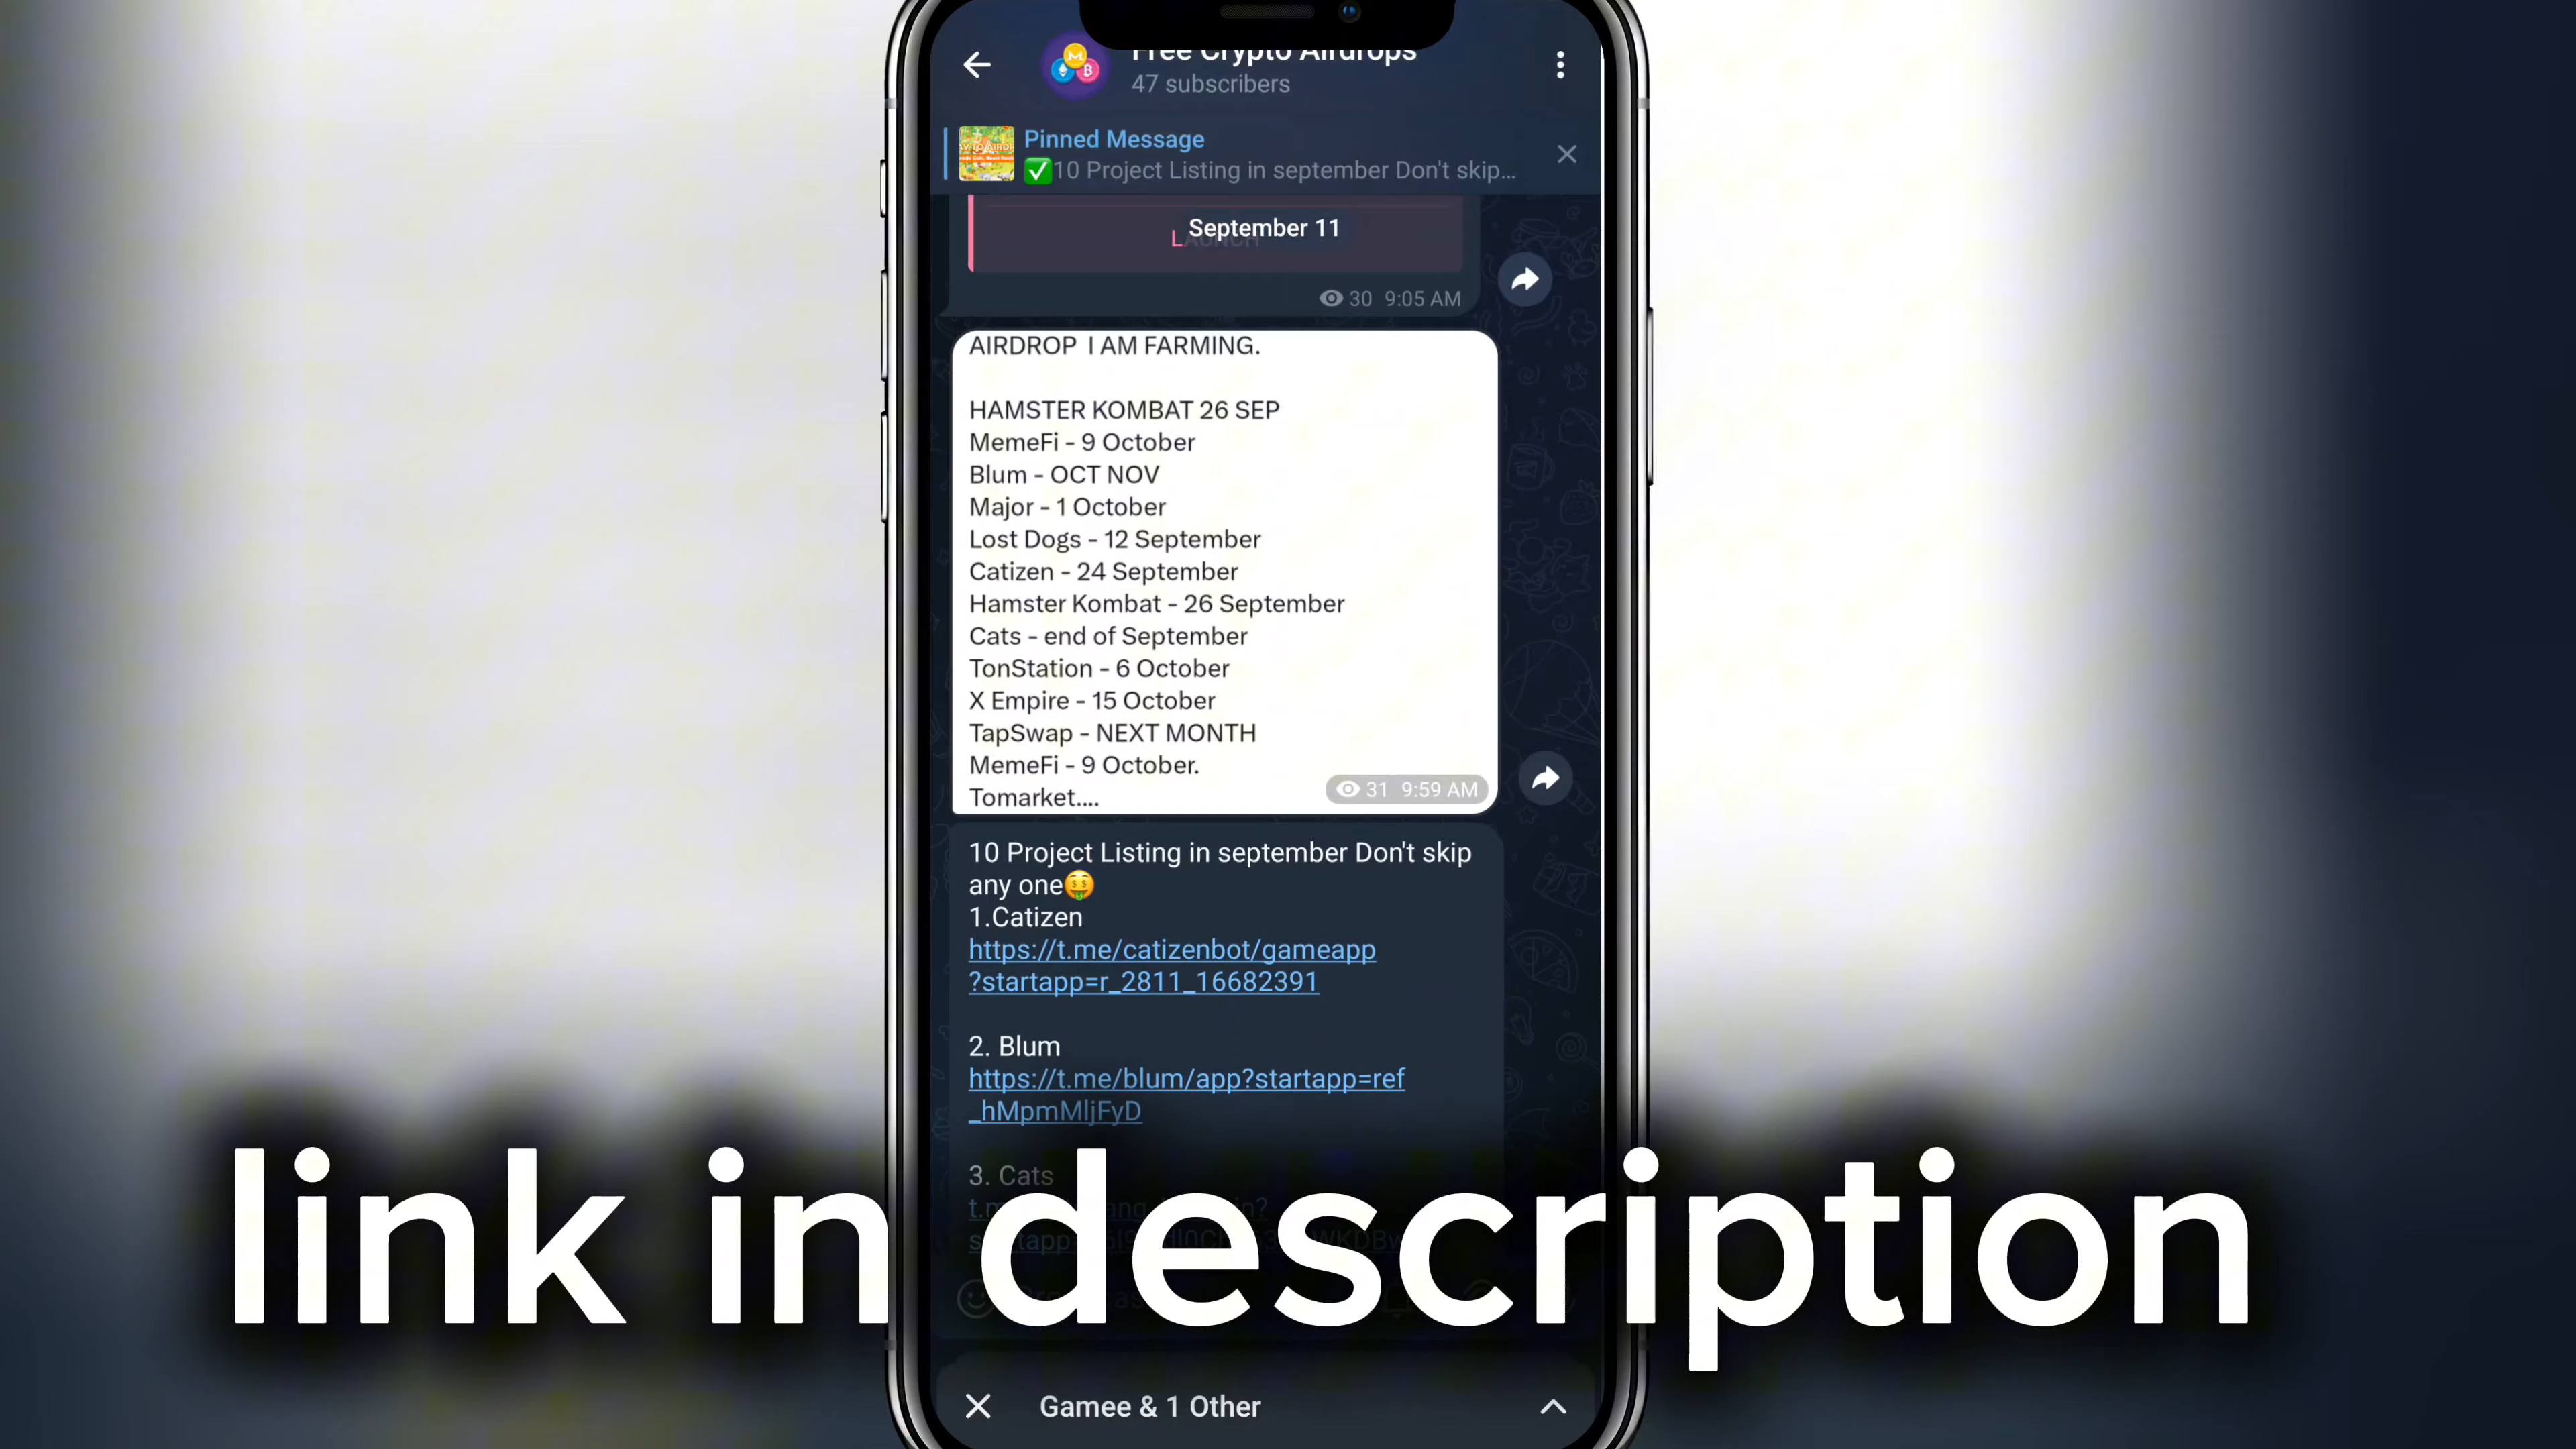 Free Crypto Airdrops
47 subscribers
Pinned Message
✅10 Project Listing in september Don't skip...
September 11
LAUNCH
30 9:05 AM
AIRDROP I AM FARMING.
HAMSTER KOMBAT 26 SEP
MemeFi - 9 October
Blum - OCT NOV
Major - 1 October
Lost Dogs - 12 September
Catizen - 24 September
Hamster Kombat - 26 September
Cats - end of September
TonStation - 6 October
X Empire - 15 October
TapSwap - NEXT MONTH
MemeFi - 9 October.
Tomarket....
31 9:59 AM
10 Project Listing in september Don't skip
any one🤑
1.Catizen
https://t.me/catizenbot/gameapp
?startapp=r_2811_16682391
2. Blum
https://t.me/blum/app?startapp=ref
_hMpmMljFyD
3. Cats
link in description
Gamee & 1 Other